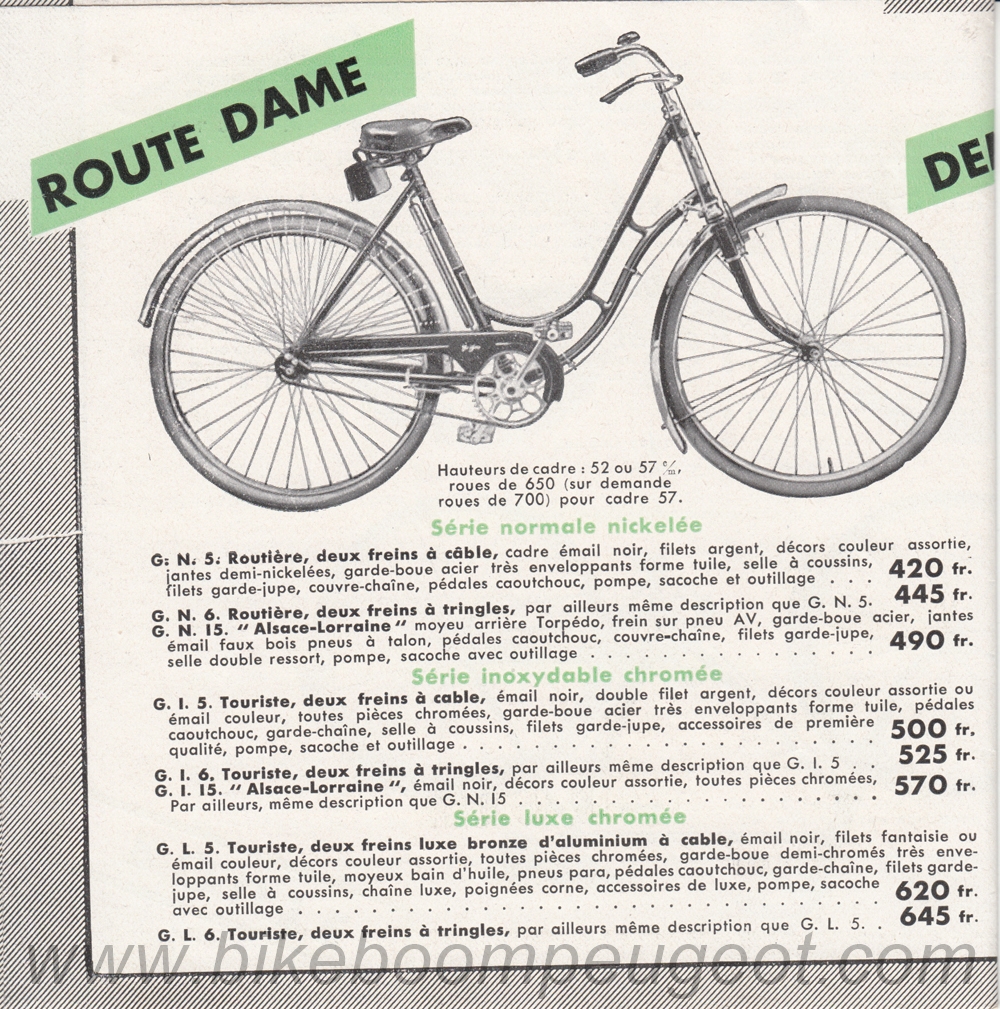 ROUTE DAME
DE
Hauteurs de cadre : 52 ou 57 c/m,
roues de 650 (sur demande
roues de 700) pour cadre 57.
Série normale nickelée
G. N. 5. Routière, deux freins à câble, cadre émail noir, filets argent, décors couleur assortie,
jantes demi-nickelées, garde-boue acier très enveloppants forme tuile, selle à coussins,
filets garde-jupe, couvre-chaîne, pédales caoutchouc, pompe, sacoche et outillage . . . 420 fr.
G. N. 6. Routière, deux freins à tringles, par ailleurs même description que G. N. 5. 445 fr.
G. N. 15. " Alsace-Lorraine " moyeu arrière Torpédo, frein sur pneu AV, garde-boue acier, jantes
émail faux bois pneus à talon, pédales caoutchouc, couvre-chaîne, filets garde-jupe,
selle double ressort, pompe, sacoche avec outillage . . . . . . . . . . . . . . . . 490 fr.
Série inoxydable chromée
G. I. 5. Touriste, deux freins à cable, émail noir, double filet argent, décors couleur assortie ou
émail couleur, toutes pièces chromées, garde-boue acier très enveloppants forme tuile, pédales
caoutchouc, garde-chaîne, selle à coussins, filets garde-jupe, accessoires de première
qualité, pompe, sacoche et outillage . . . . . . . . . . . . . . . . . . . . . . . 500 fr.
G. I. 6. Touriste, deux freins à tringles, par ailleurs même description que G. I. 5 . . 525 fr.
G. I. 15. " Alsace-Lorraine ", émail noir, décors couleur assortie, toutes pièces chromées,
Par ailleurs, même description que G. N. 15 . . . . . . . . . . . . . . . . . . . . 570 fr.
Série luxe chromée
G. L. 5. Touriste, deux freins luxe bronze d'aluminium à cable, émail noir, filets fantaisie ou
émail couleur, décors couleur assortie, toutes pièces chromées, garde-boue demi-chromés très enve-
loppants forme tuile, moyeux bain d'huile, pneus para, pédales caoutchouc, garde-chaîne, filets garde-
jupe, selle à coussins, chaîne luxe, poignées corne, accessoires de luxe, pompe, sacoche
avec outillage . . . . . . . . . . . . . . . . . . . . . . . . . . . . . . . . 620 fr.
G. L. 6. Touriste, deux freins à tringles, par ailleurs même description que G. L. 5. . 645 fr.
www.bikeboompeugeot.com